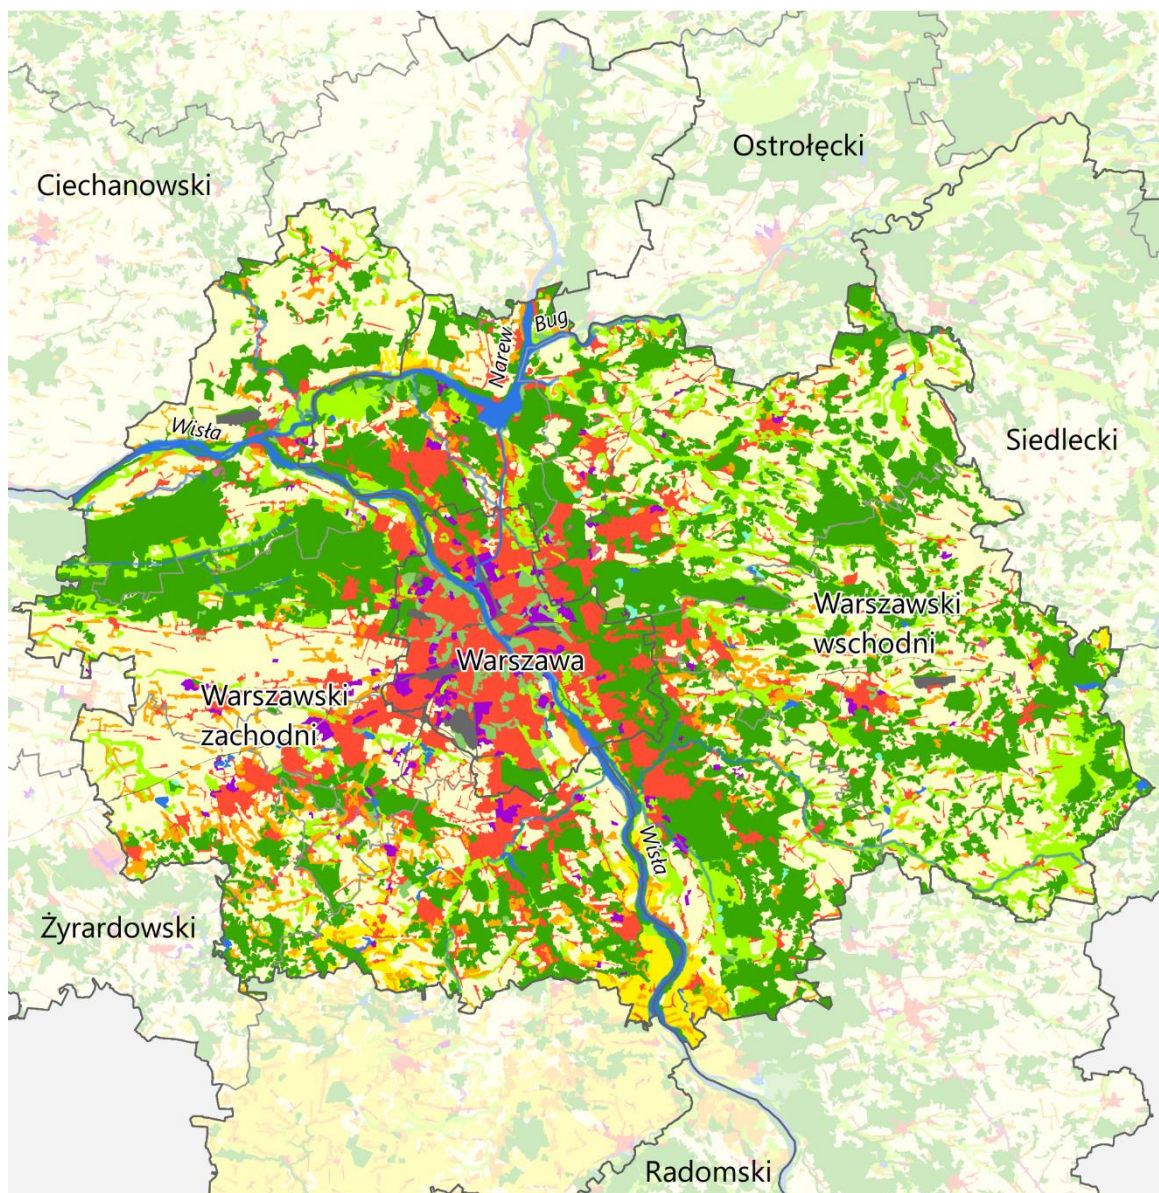 Ostrołęcki
Ciechanowski
Narew
Bug
Wisła
Siedlecki
Warszawski
wschodni
Warszawa
Warszawski
zachodni
Wisła
Żyrardowski
Radomski